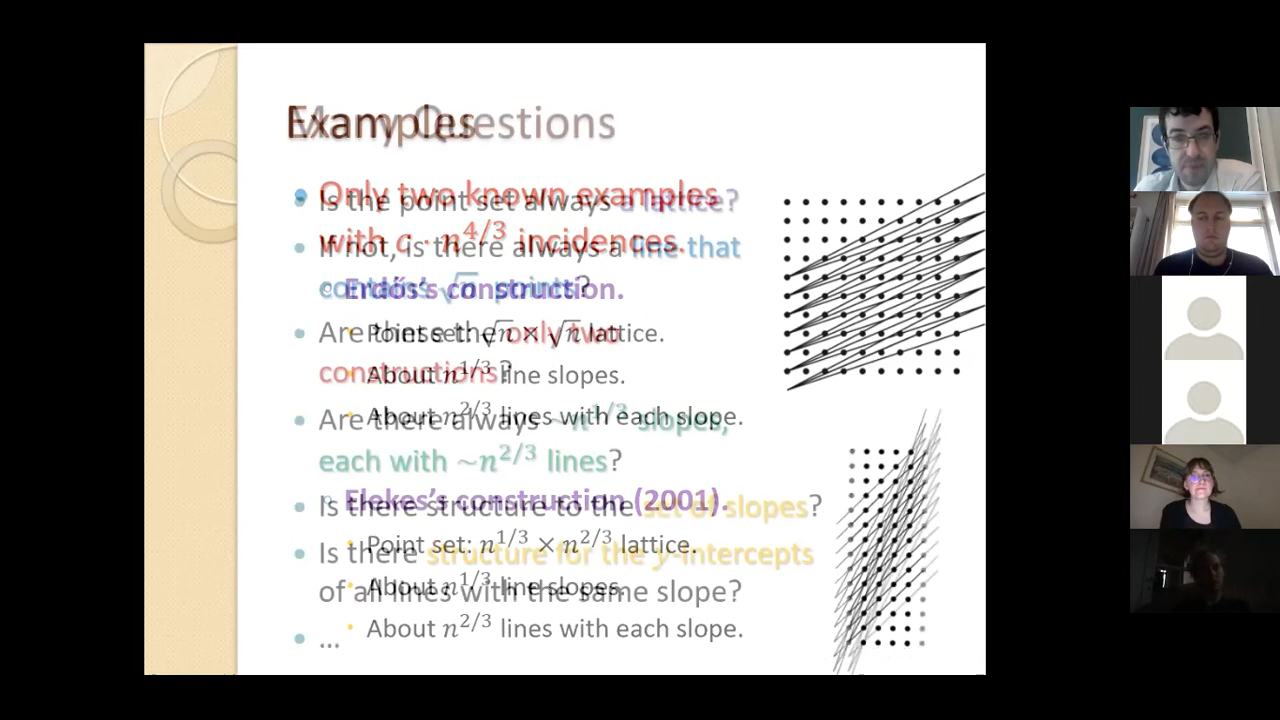 Examples
Only two known examples
with c · n^{4/3} incidences.
Erdős's construction.
Point set: √n × √n lattice.
About n^{1/3} line slopes.
About n^{2/3} lines with each slope.
Elekes's construction (2001).
Point set: n^{1/3} × n^{2/3} lattice.
About n^{1/3} line slopes.
About n^{2/3} lines with each slope.
Many Questions
Is the point set always a lattice?
If not, is there always a line that
contains √n points?
Are these the only two
constructions?
Are there always ~n^{1/3} slopes,
each with ~n^{2/3} lines?
Is there structure to the set of slopes?
Is there structure for the y-intercepts
of all lines with the same slope?
...